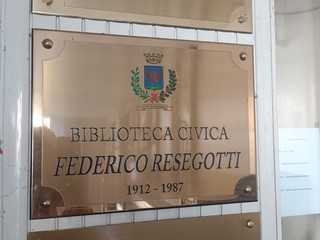 BIBLIOTECA CIVICA
FEDERICO RESEGOTTI
1912 - 1987